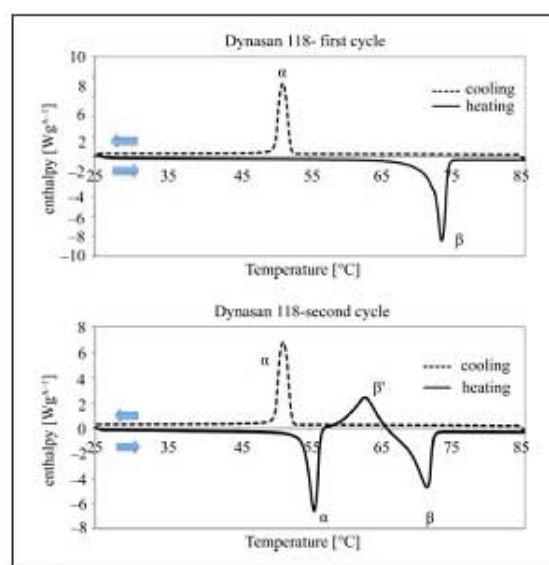 Dynasan 118- first cycle
10
8
6
2
0
−2
−4
−6
−8
−10
enthalpy [Wg^−1]
α
cooling
heating
25 35 45 55 65 75 85
β
Temperature [°C]
Dynasan 118-second cycle
8
6
4
2
0
−2
−4
−6
−8
enthalpy [Wg^−1]
α
β'
cooling
heating
25 35 45 55 65 75 85
α
β
Temperature [°C]